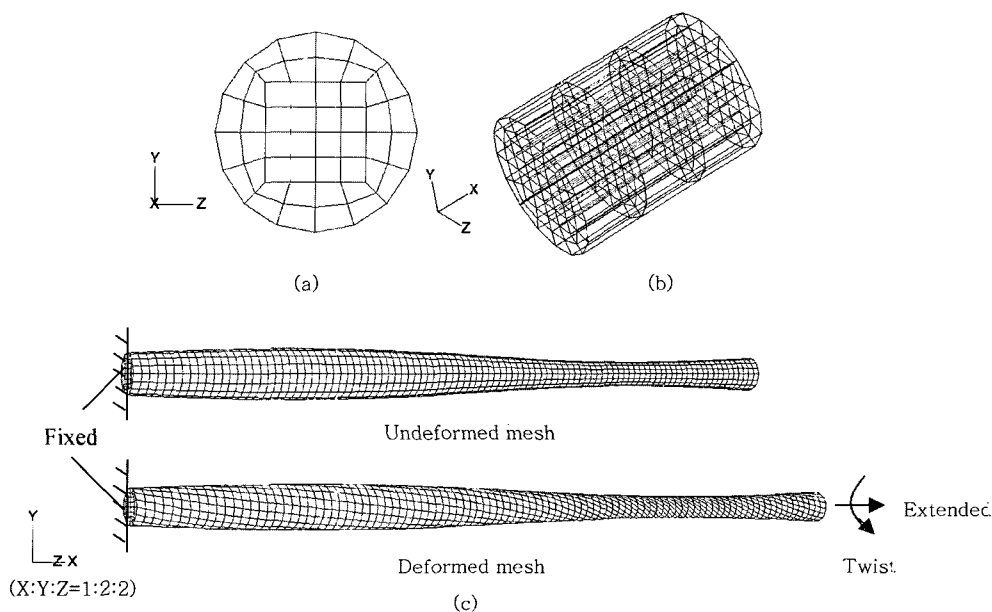 Y
X Z
Y
X
Z
(a)
(b)
Fixed
Undeformed mesh
Y
Z-X
(X:Y:Z=1:2:2)
Deformed mesh
Extended
Twist
(c)